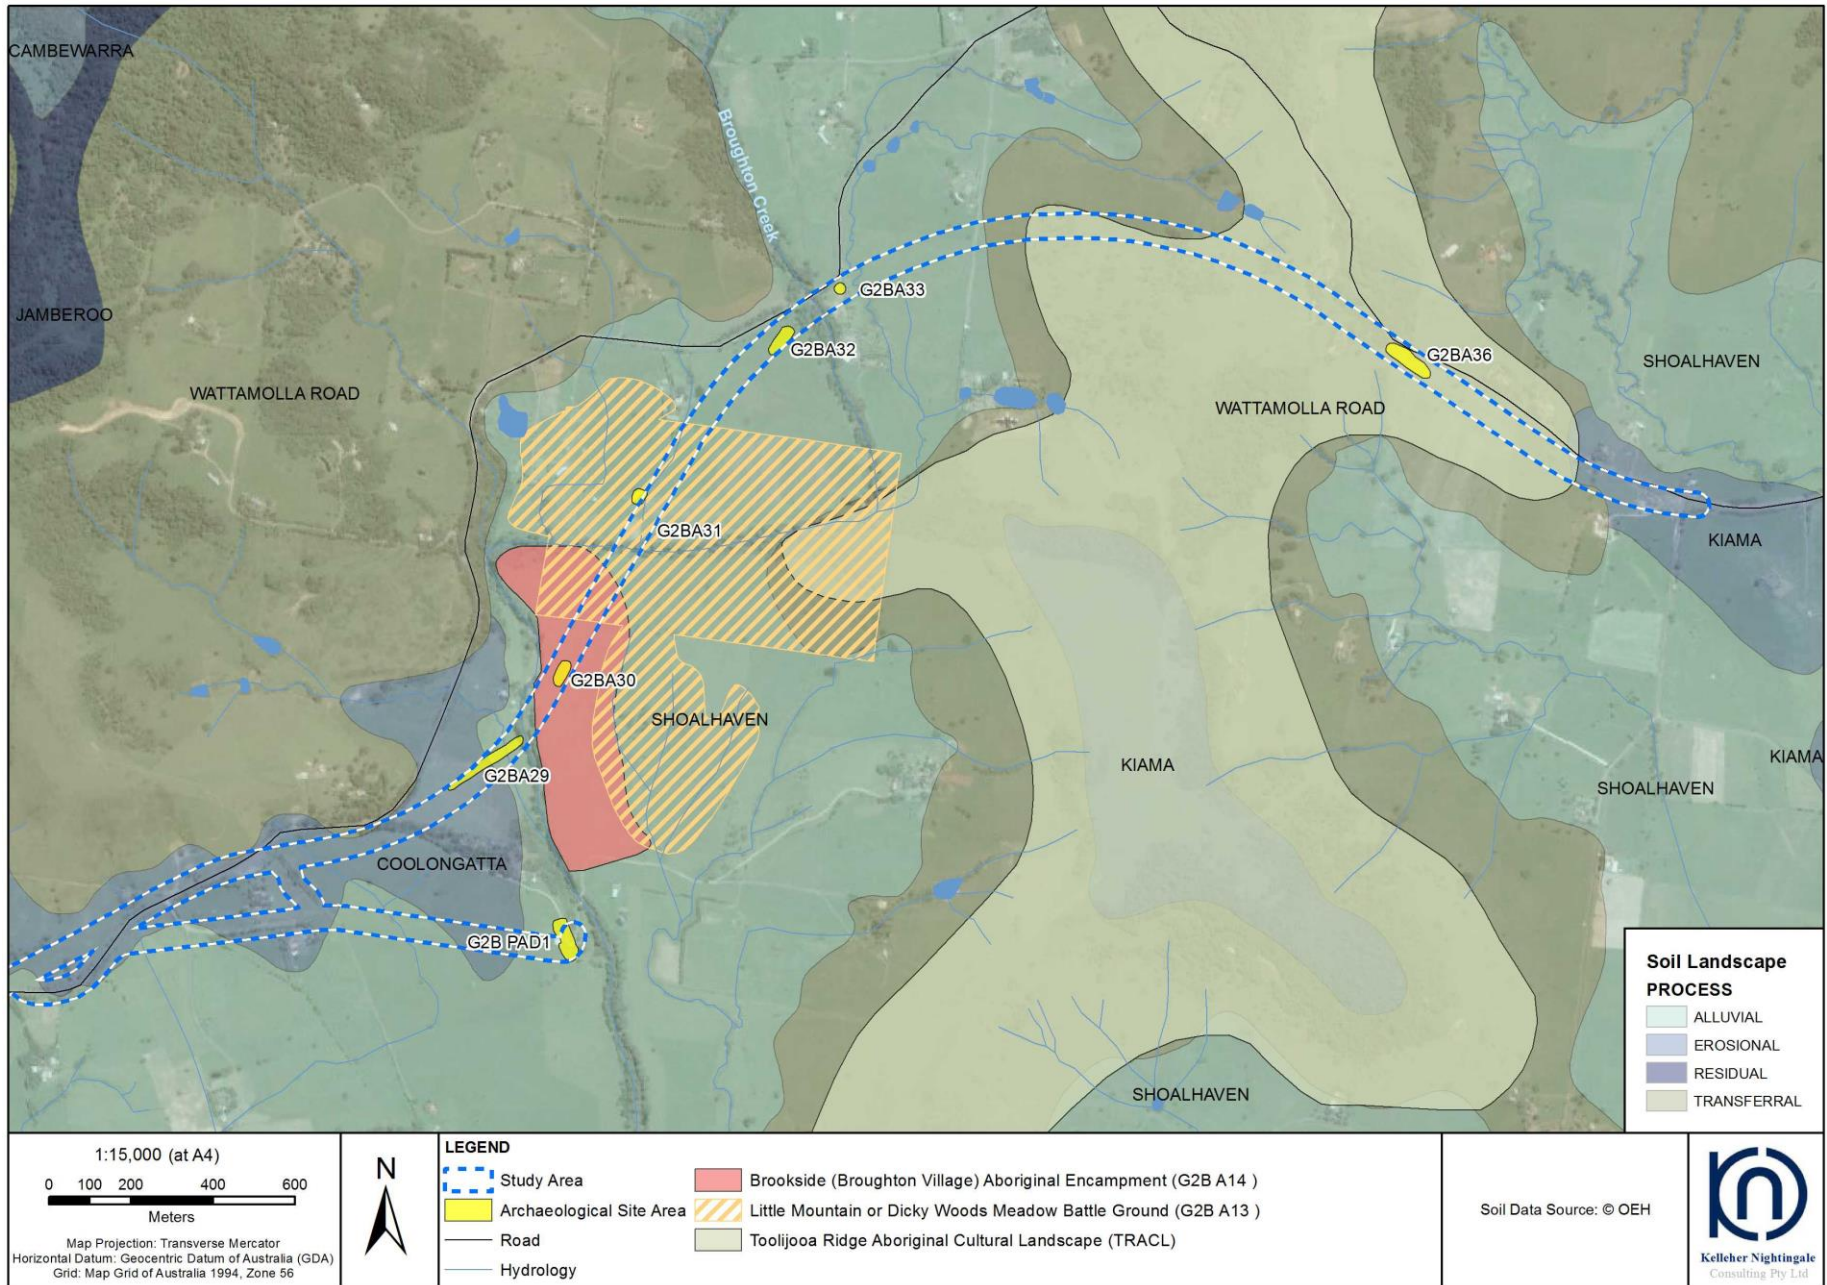 CAMBEWARRA
Broughton Creek
JAMBEROO
G2BA33
G2BA32
G2BA36
SHOALHAVEN
WATTAMOLLA ROAD
WATTAMOLLA ROAD
G2BA31
KIAMA
G2BA30
SHOALHAVEN
KIAMA
KIAMA
G2BA29
SHOALHAVEN
COOLONGATTA
G2B PAD1
SHOALHAVEN
Soil Landscape
PROCESS
ALLUVIAL
EROSIONAL
RESIDUAL
TRANSFERRAL
1:15,000 (at A4)
0 100 200 400 600
Meters
Map Projection: Transverse Mercator
Horizontal Datum: Geocentric Datum of Australia (GDA)
Grid: Map Grid of Australia 1994, Zone 56
N
LEGEND
Study Area
Archaeological Site Area
Road
Hydrology
Brookside (Broughton Village) Aboriginal Encampment (G2B A14 )
Little Mountain or Dicky Woods Meadow Battle Ground (G2B A13 )
Toolijooa Ridge Aboriginal Cultural Landscape (TRACL)
Soil Data Source: © OEH
Kelleher Nightingale
Consulting Pty Ltd